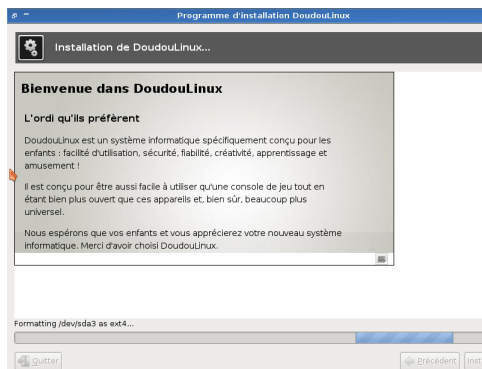 Programme d'installation DoudouLinux
Installation de DoudouLinux...
Bienvenue dans DoudouLinux
L'ordi qu'ils préfèrent
DoudouLinux est un système informatique spécifiquement conçu pour les
enfants : facilité d'utilisation, sécurité, fiabilité, créativité, apprentissage et
amusement !
Il est conçu pour être aussi facile à utiliser qu'une console de jeu tout en
étant bien plus ouvert que ces appareils et, bien sûr, beaucoup plus
universel.
Nous espérons que vos enfants et vous apprécierez votre nouveau système
informatique. Merci d'avoir choisi DoudouLinux.
Formatting /dev/sda3 as ext4...
Quitter
Précédent
Inst